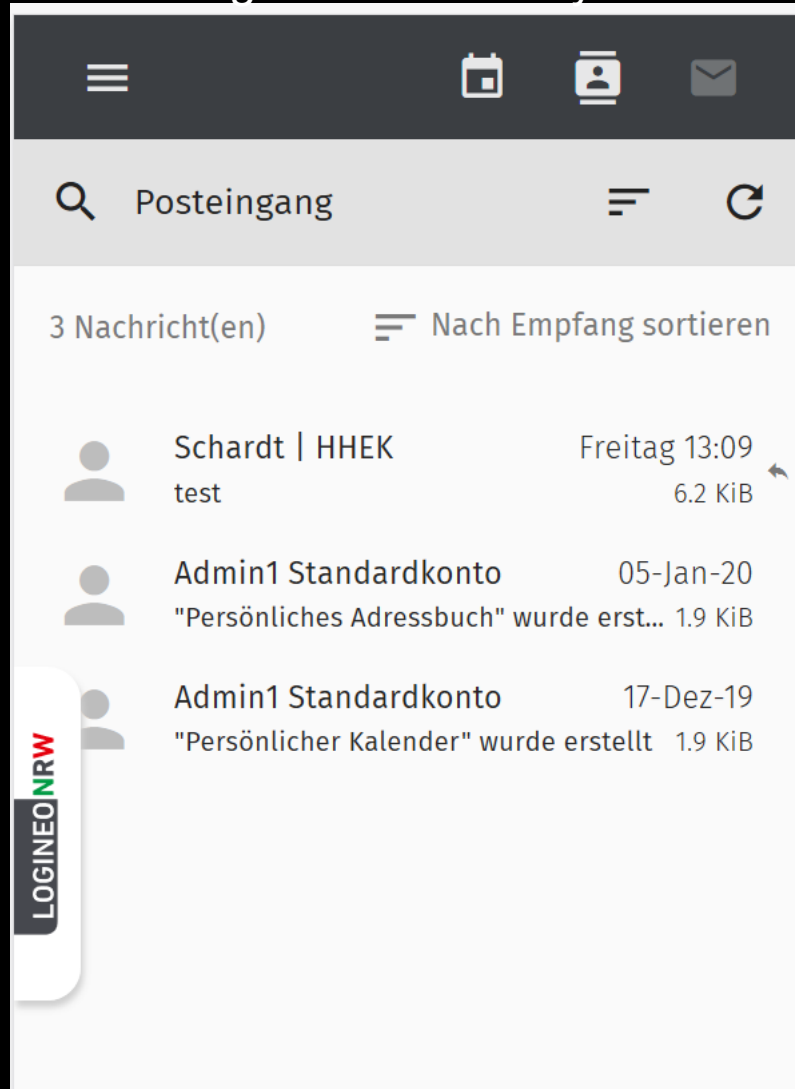 Posteingang
3 Nachricht(en) Nach Empfang sortieren
Schardt | HHEK Freitag 13:09
test 6.2 KiB
Admin1 Standardkonto 05-Jan-20
"Persönliches Adressbuch" wurde erst... 1.9 KiB
Admin1 Standardkonto 17-Dez-19
"Persönlicher Kalender" wurde erstellt 1.9 KiB
LOGINEO NRW